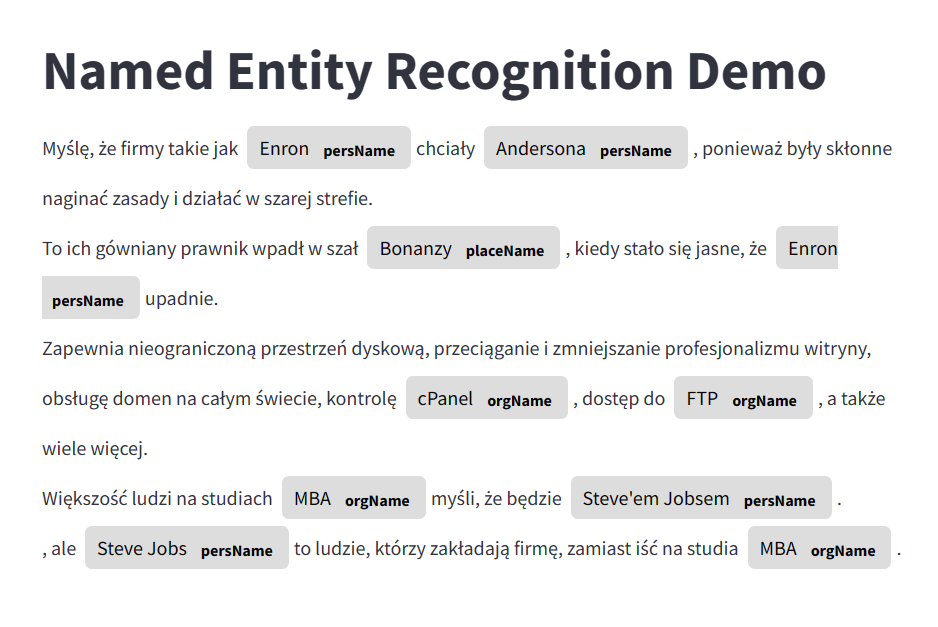 Named Entity Recognition Demo
Myślę, że firmy takie jak Enron persName chciały Andersona persName , ponieważ były skłonne
naginać zasady i działać w szarej strefie.
To ich gówniany prawnik wpadł w szał Bonanzy placeName , kiedy stało się jasne, że Enron
persName upadnie.
Zapewnia nieograniczoną przestrzeń dyskową, przeciąganie i zmniejszanie profesjonalizmu witryny,
obsługę domen na całym świecie, kontrolę cPanel orgName , dostęp do FTP orgName , a także
wiele więcej.
Większość ludzi na studiach MBA orgName myśli, że będzie Steve'em Jobsem persName .
, ale Steve Jobs persName to ludzie, którzy zakładają firmę, zamiast iść na studia MBA orgName .